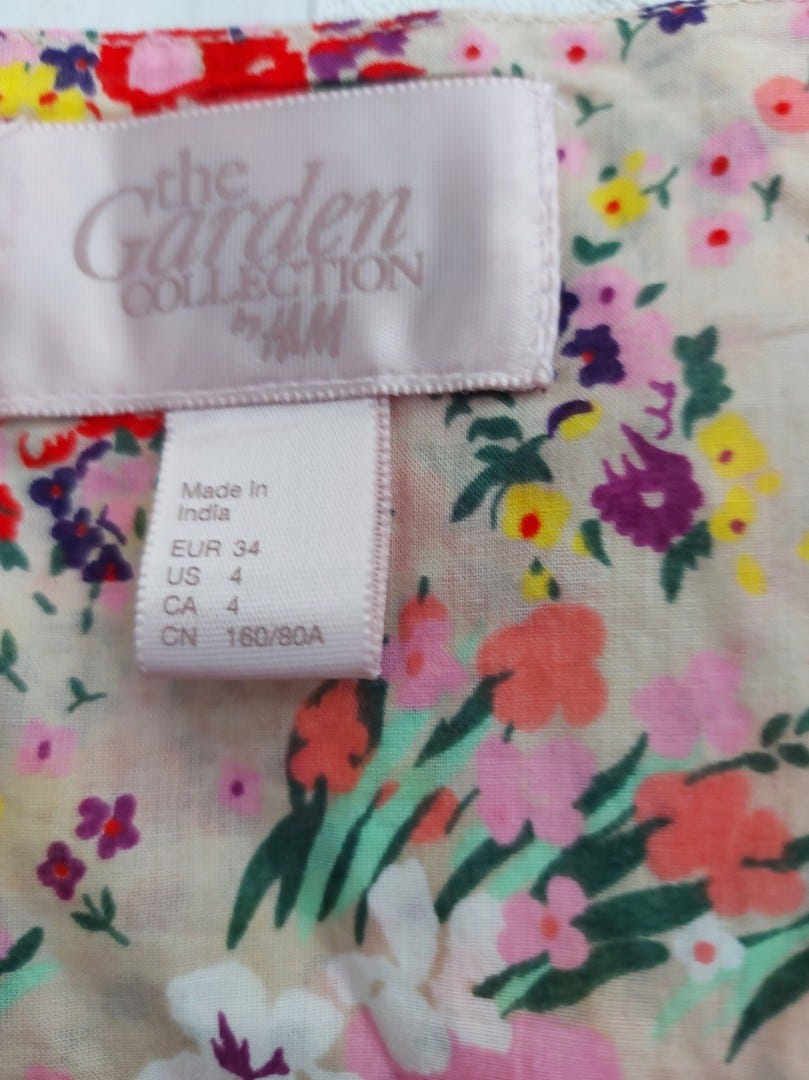 the
Garden
COLLECTION
by H&M
Made in
India
EUR 34
US 4
CA 4
CN 160/80A